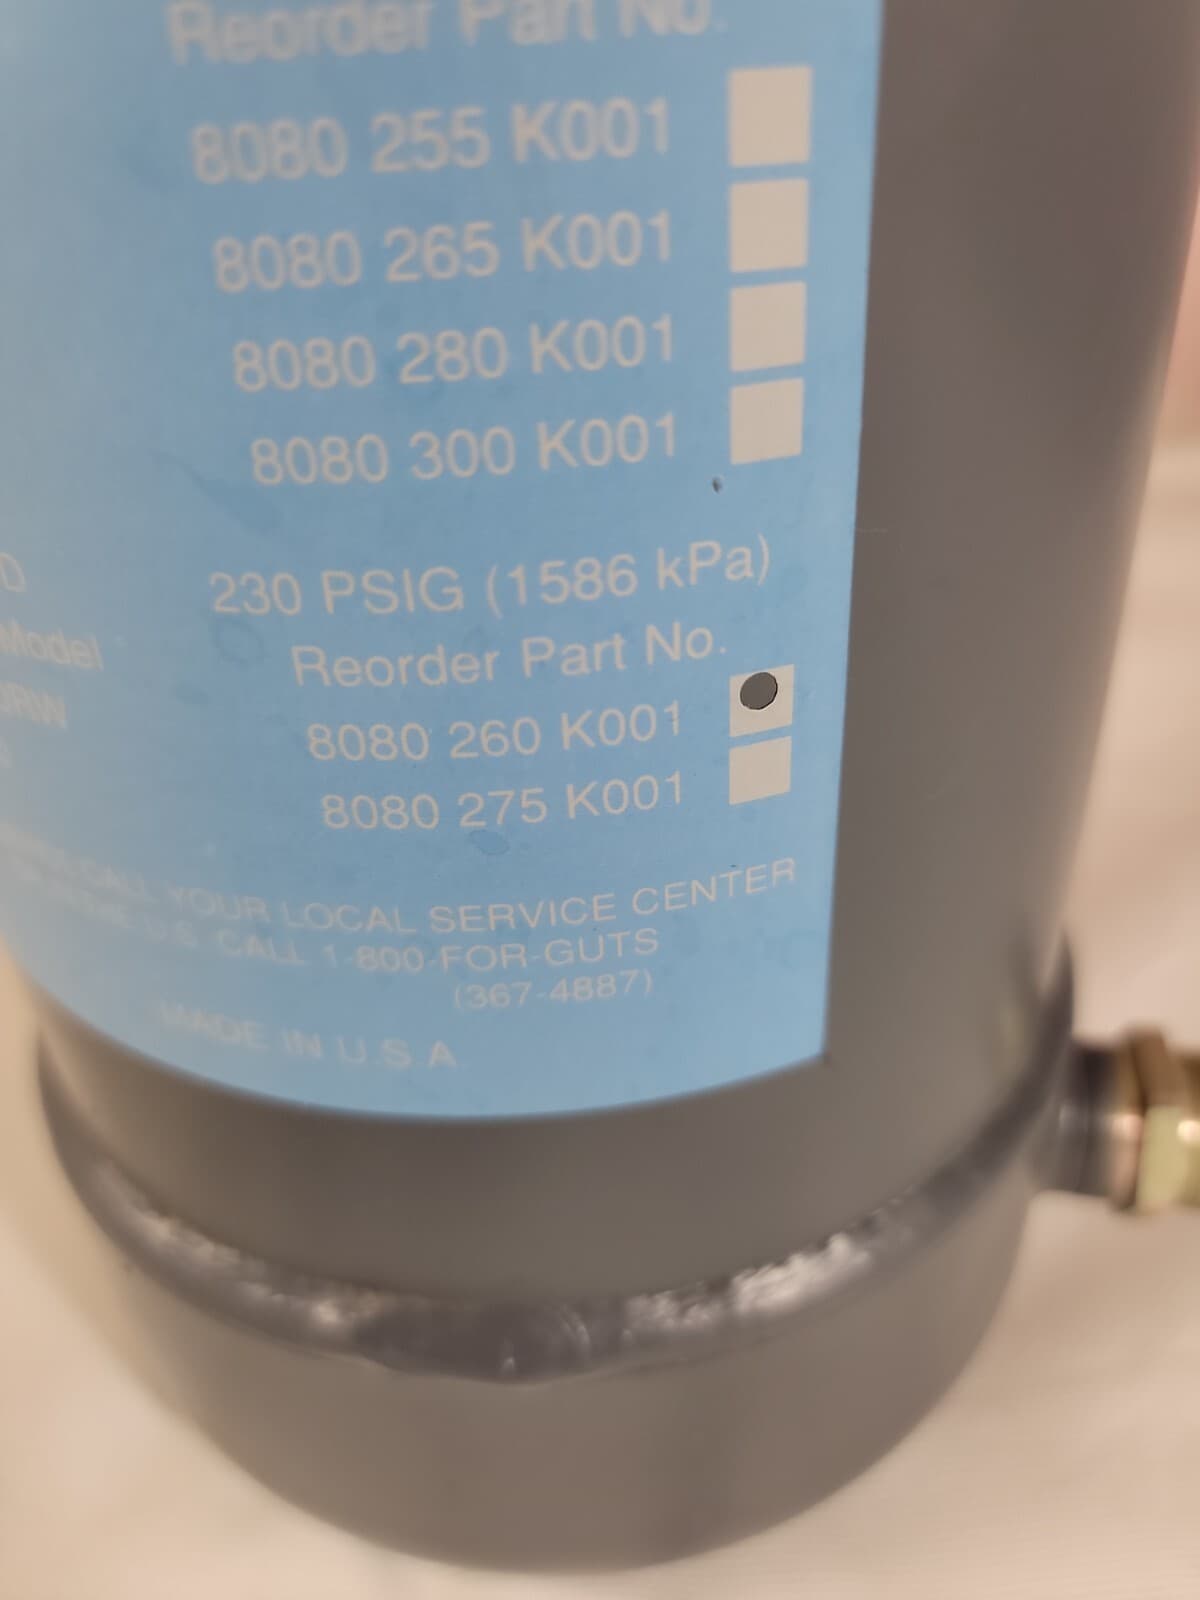 Reorder Part No.
8080 255 K001
8080 265 K001
8080 280 K001
8080 300 K001
230 PSIG (1586 kPa)
Reorder Part No.
Model
8080 260 K001
8080 275 K001
CALL YOUR LOCAL SERVICE CENTER
U.S. CALL 1-800-FOR-GUTS
(367-4887)
MADE IN U.S.A.